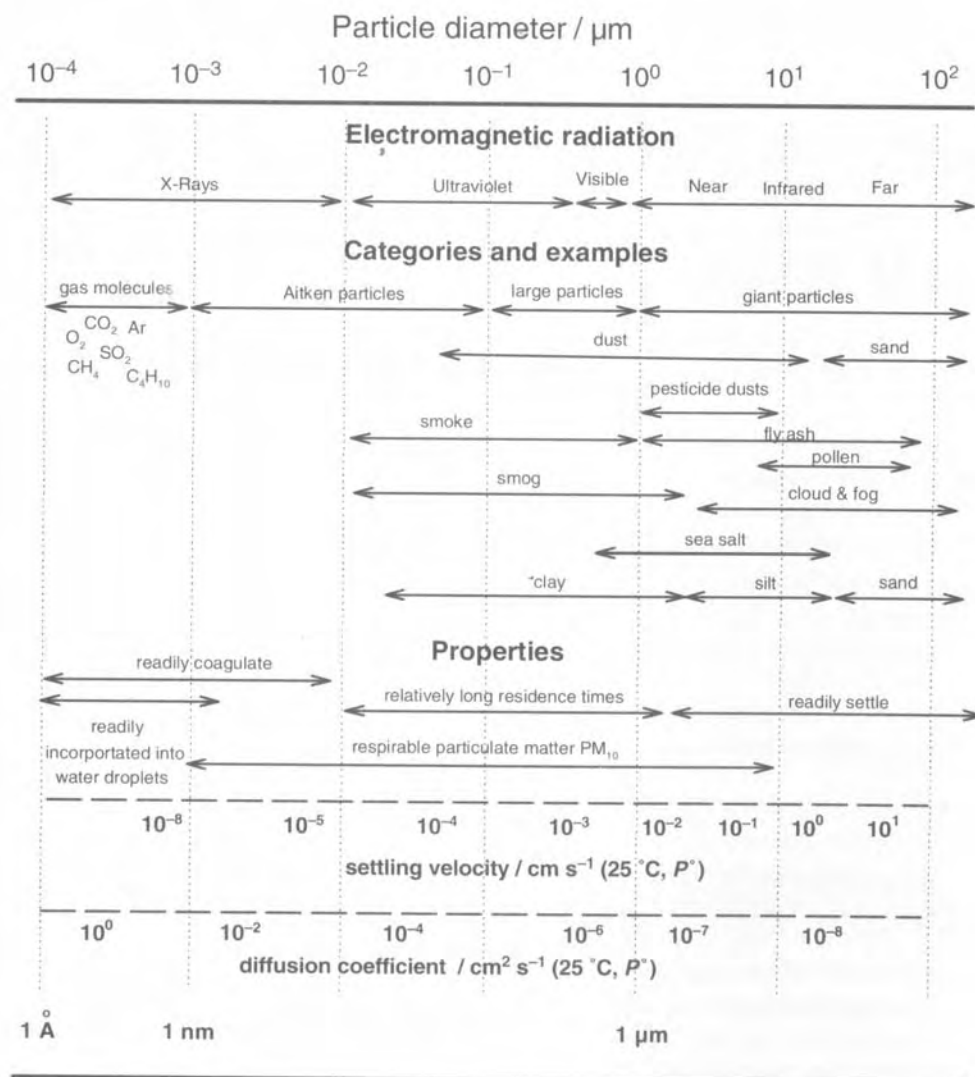 Particle diameter / µm
10⁻⁴ 10⁻³ 10⁻² 10⁻¹ 10⁰ 10¹ 10²
Electromagnetic radiation
X-Rays Ultraviolet Visible Near Infrared Far
Categories and examples
gas molecules Aitken particles large particles giant particles
CO₂ Ar
O₂ SO₂
CH₄ C₄H₁₀
dust sand
pesticide dusts
smoke fly ash
pollen
smog cloud & fog
sea salt
clay silt sand
Properties
readily coagulate
relatively long residence times readily settle
readily
incorportated into
water droplets
respirable particulate matter PM₁₀
10⁻⁸ 10⁻⁵ 10⁻⁴ 10⁻³ 10⁻² 10⁻¹ 10⁰ 10¹
settling velocity / cm s⁻¹ (25 °C, P°)
10⁰ 10⁻² 10⁻⁴ 10⁻⁶ 10⁻⁷ 10⁻⁸
diffusion coefficient / cm² s⁻¹ (25 °C, P°)
1 Å 1 nm 1 µm